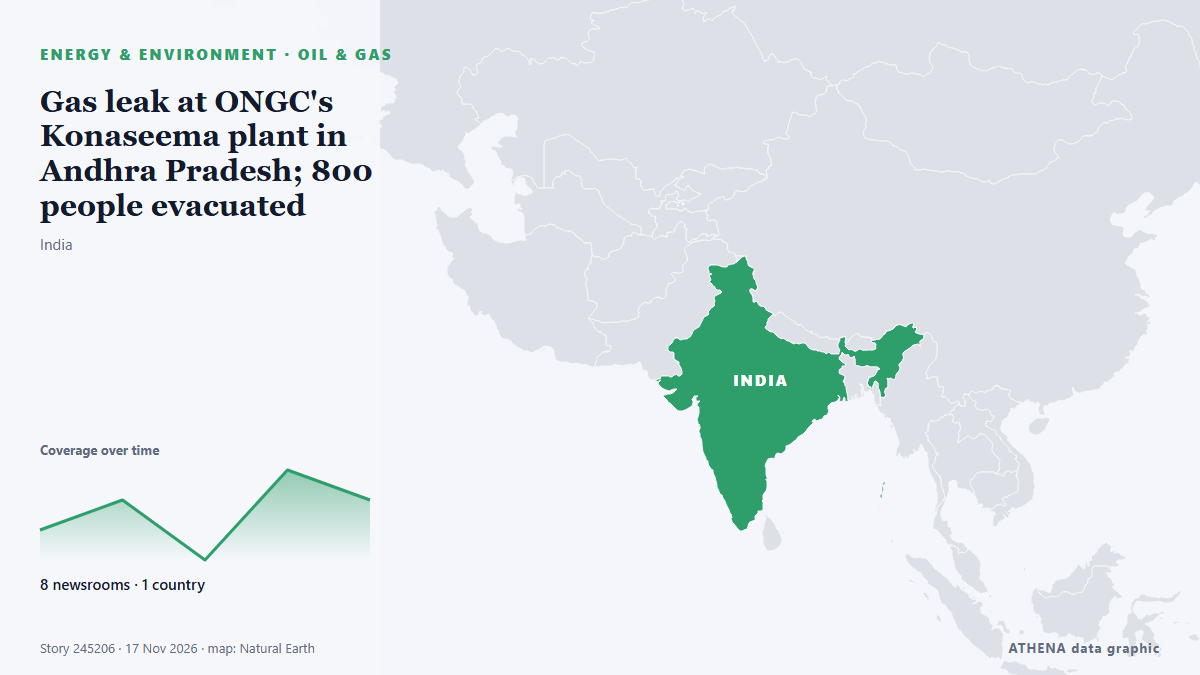 ENERGY & ENVIRONMENT · OIL & GAS
Gas leak at ONGC's
Konaseema plant in
Andhra Pradesh; 800
people evacuated
India
INDIA
Coverage over time
8 newsrooms · 1 country
Story 245206 · 17 Nov 2026 · map: Natural Earth
ATHENA data graphic